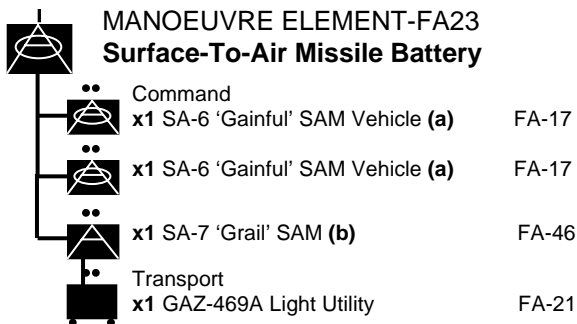 MANOEUVRE ELEMENT-FA23
Surface-To-Air Missile Battery
Command
x1 SA-6 ‘Gainful’ SAM Vehicle (a) FA-17
x1 SA-6 ‘Gainful’ SAM Vehicle (a) FA-17
x1 SA-7 ‘Grail’ SAM (b) FA-46
Transport
x1 GAZ-469A Light Utility FA-21